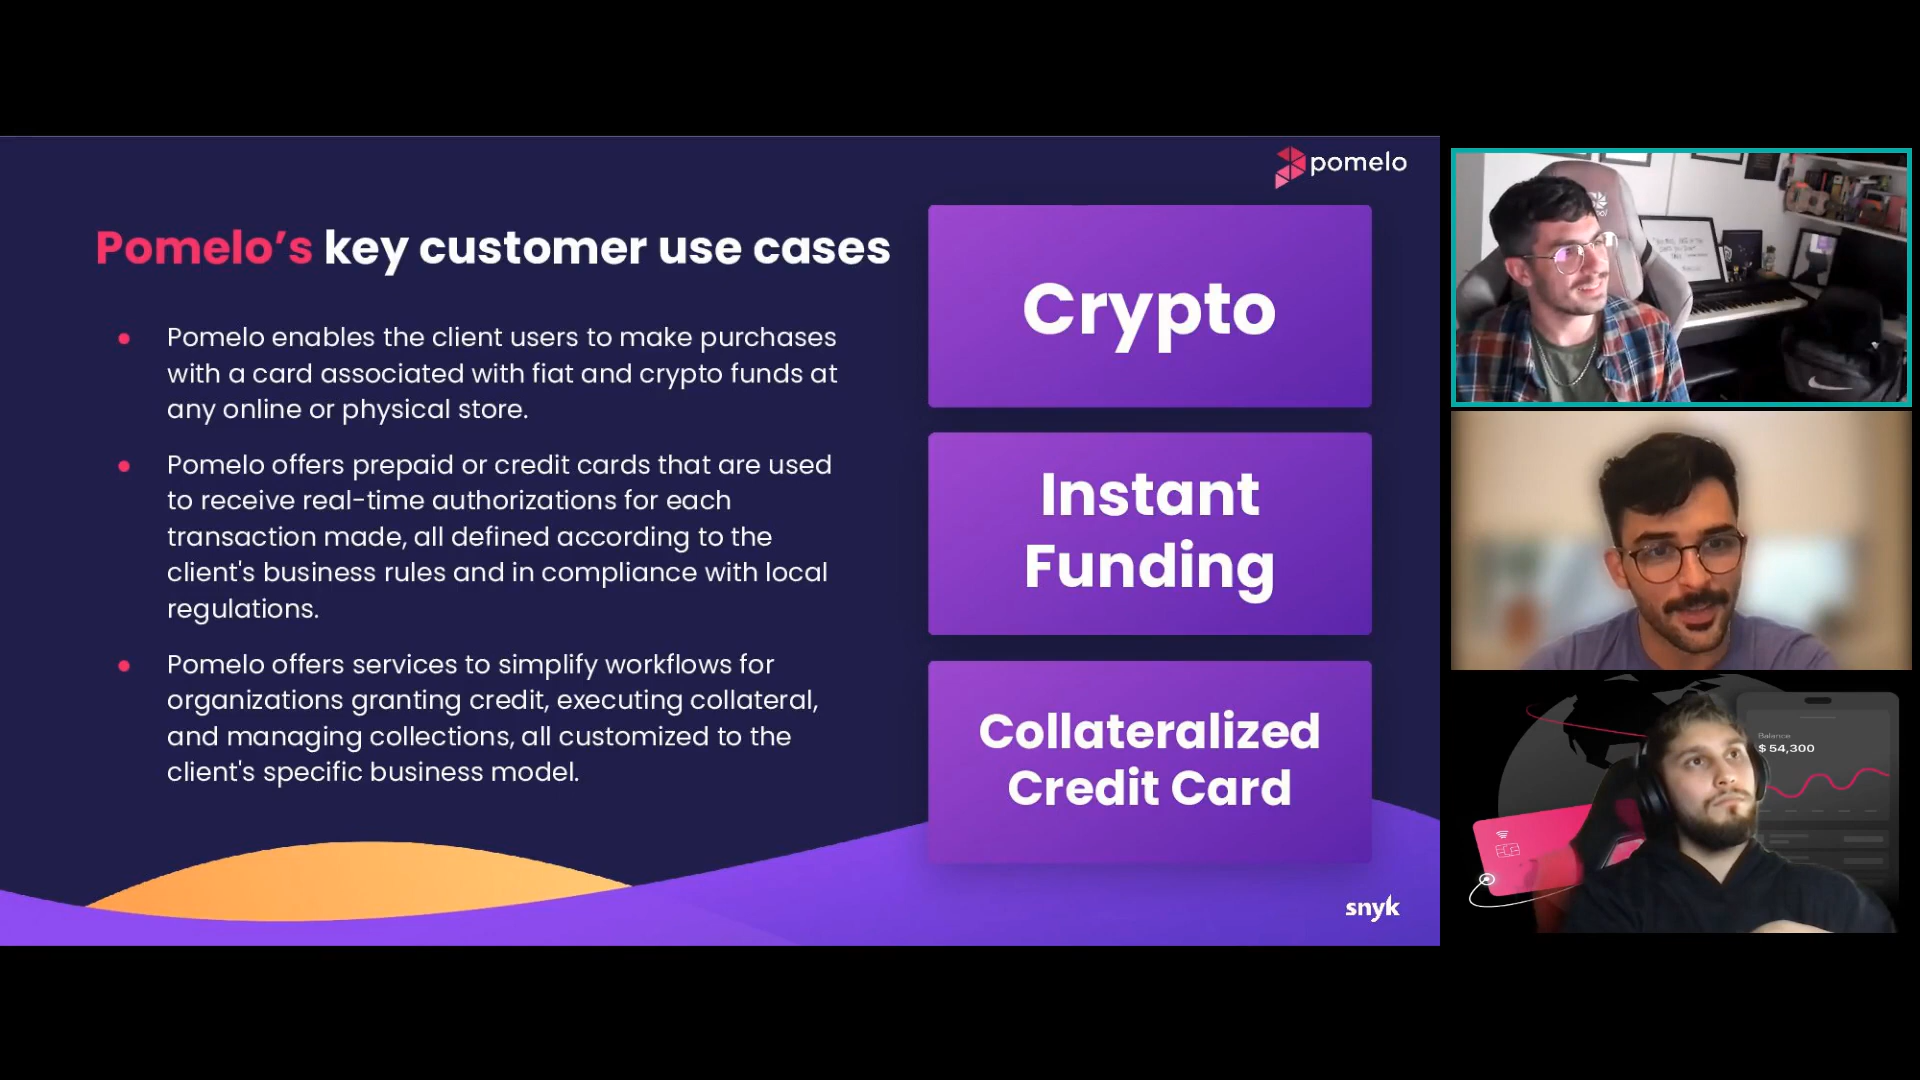 pomelo
Pomelo’s key customer use cases
Pomelo enables the client users to make purchases
with a card associated with fiat and crypto funds at
any online or physical store.
Pomelo offers prepaid or credit cards that are used
to receive real-time authorizations for each
transaction made, all defined according to the
client's business rules and in compliance with local
regulations.
Pomelo offers services to simplify workflows for
organizations granting credit, executing collateral,
and managing collections, all customized to the
client's specific business model.
Crypto
Instant
Funding
Collateralized
Credit Card
snyk
Balance
$ 54,300